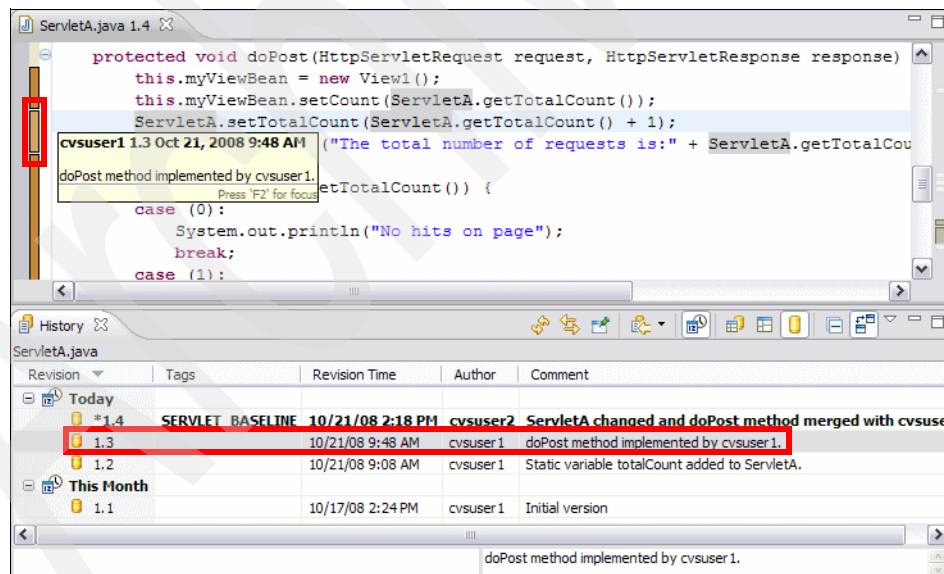 ServletA.java 1.4
protected void doPost(HttpServletRequest request, HttpServletResponse response)
this.myViewBean = new View1();
this.myViewBean.setCount(ServletA.getTotalCount());
ServletA.setTotalCount(ServletA.getTotalCount() + 1);
cvsuser1 1.3 Oct 21, 2008 9:48 AM
("The total number of requests is:" + ServletA.getTotalCou
doPost method implemented by cvsuser1.
etTotalCount()) {
Press 'F2' for focus
case (0):
System.out.println("No hits on page");
break;
case (1):
History
ServletA.java
Revision Tags Revision Time Author Comment
Today
*1.4 SERVLET_BASELINE 10/21/08 2:18 PM cvsuser2 ServletA changed and doPost method merged with cvsuse
1.3 10/21/08 9:48 AM cvsuser1 doPost method implemented by cvsuser1.
1.2 10/21/08 9:08 AM cvsuser1 Static variable totalCount added to ServletA.
This Month
1.1 10/17/08 2:24 PM cvsuser1 Initial version
doPost method implemented by cvsuser1.